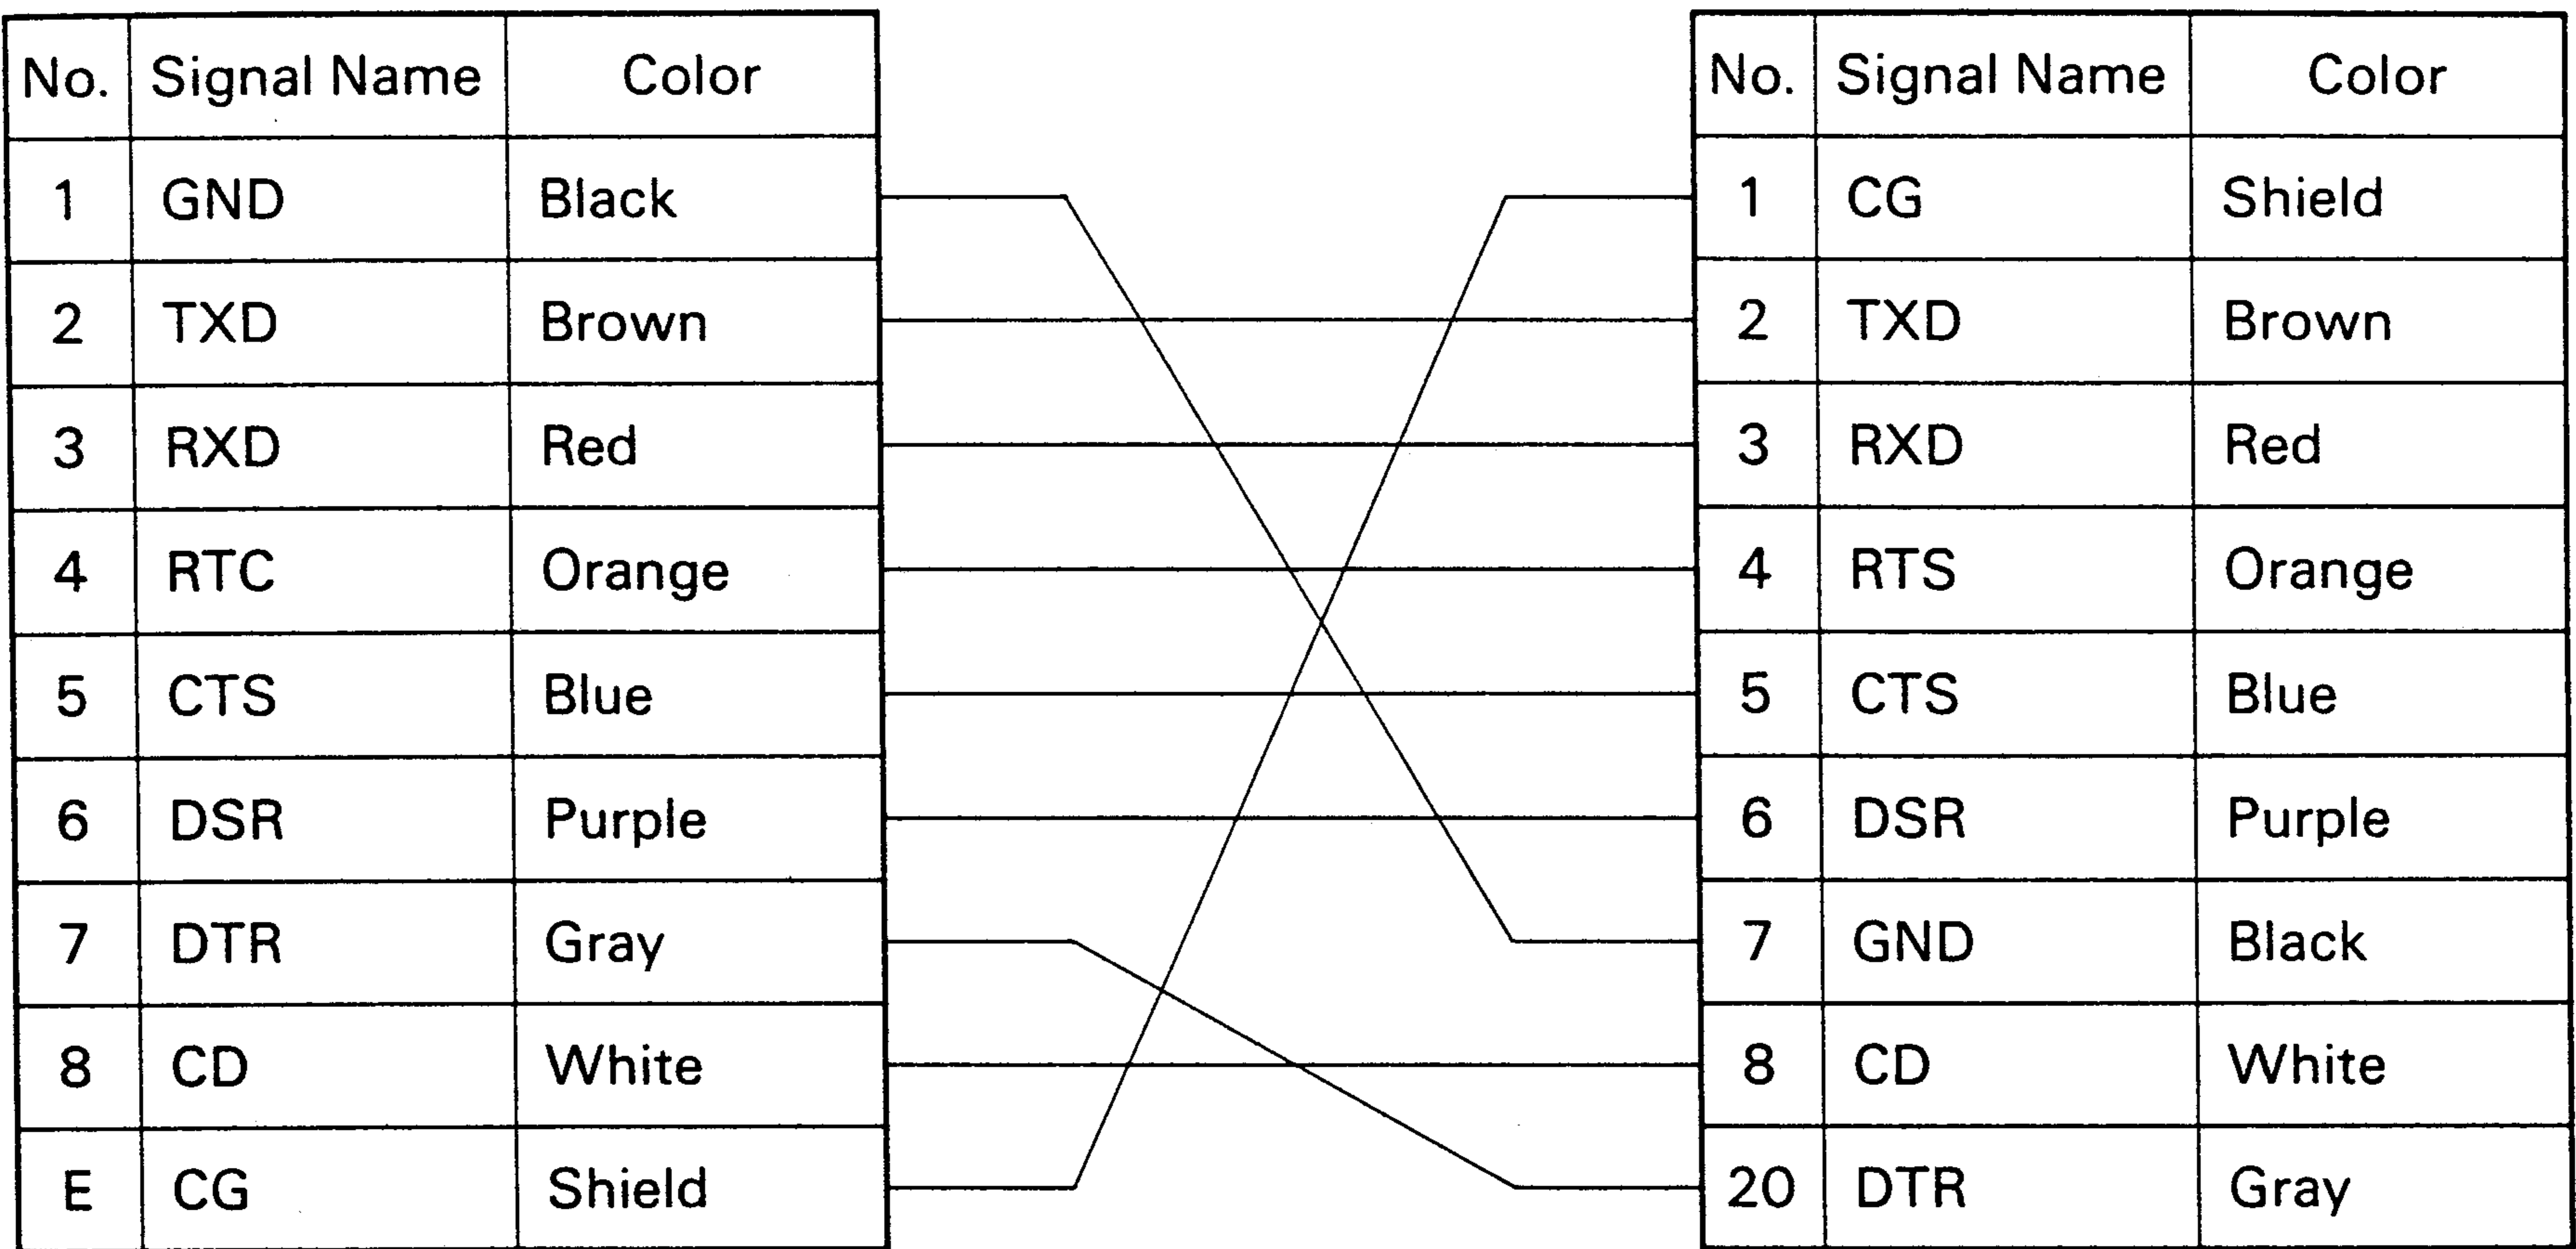 No. Signal Name Color
1 GND Black
2 TXD Brown
3 RXD Red
4 RTC Orange
5 CTS Blue
6 DSR Purple
7 DTR Gray
8 CD White
E CG Shield
No. Signal Name Color
1 CG Shield
2 TXD Brown
3 RXD Red
4 RTS Orange
5 CTS Blue
6 DSR Purple
7 GND Black
8 CD White
20 DTR Gray